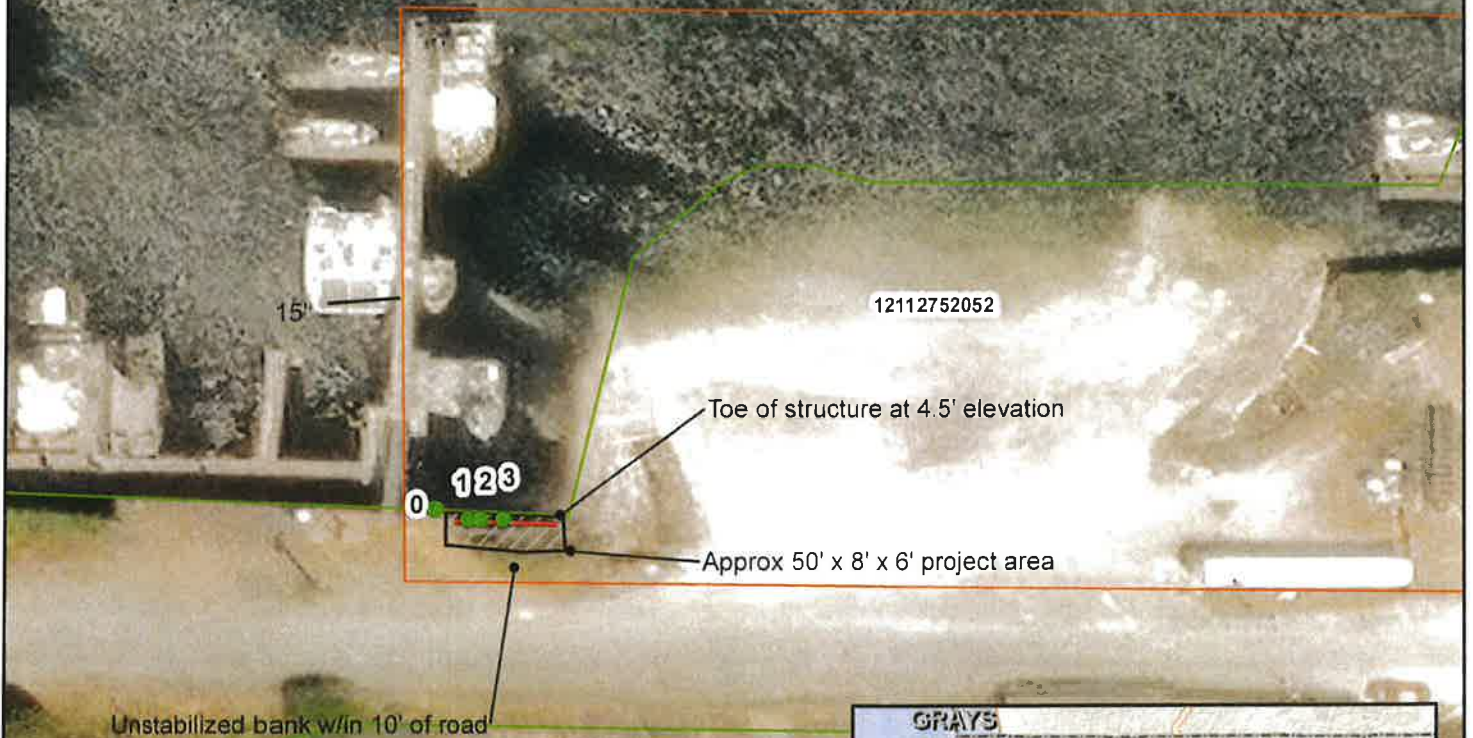 15"
12112752052
Toe of structure at 4.5' elevation
0 1 2 3
Approx 50' x 8' x 6' project area
Unstabilized bank w/in 10' of road
GRAYS